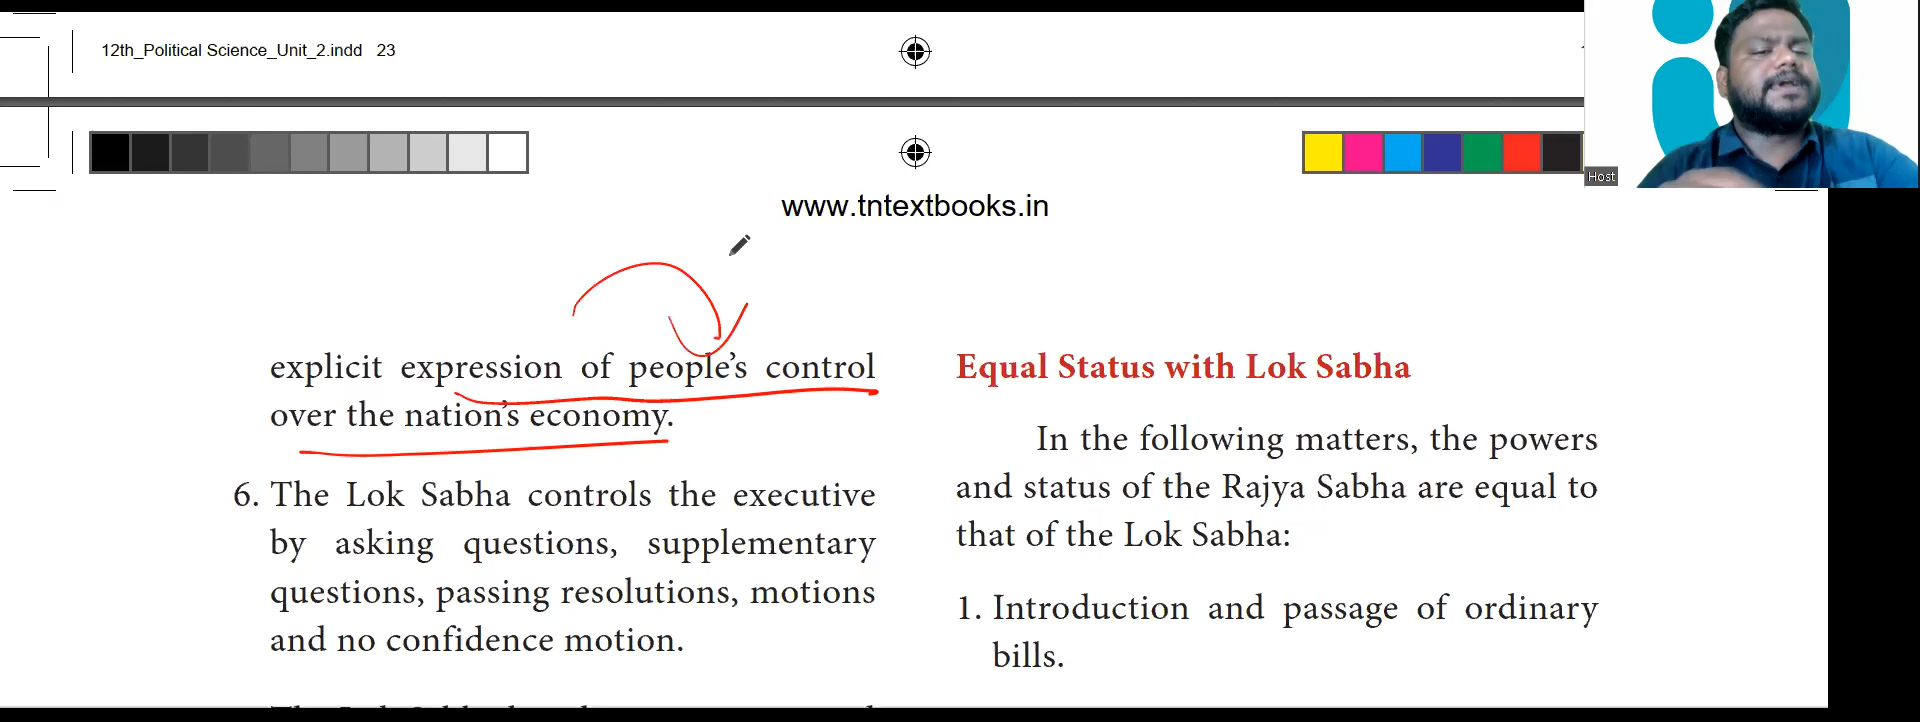 12th_Political Science_Unit_2.indd 23
Host
www.tntextbooks.in
explicit expression of people’s control
over the nation’s economy.
6. The Lok Sabha controls the executive
by asking questions, supplementary
questions, passing resolutions, motions
and no confidence motion.
Equal Status with Lok Sabha
In the following matters, the powers
and status of the Rajya Sabha are equal to
that of the Lok Sabha:
1. Introduction and passage of ordinary
bills.